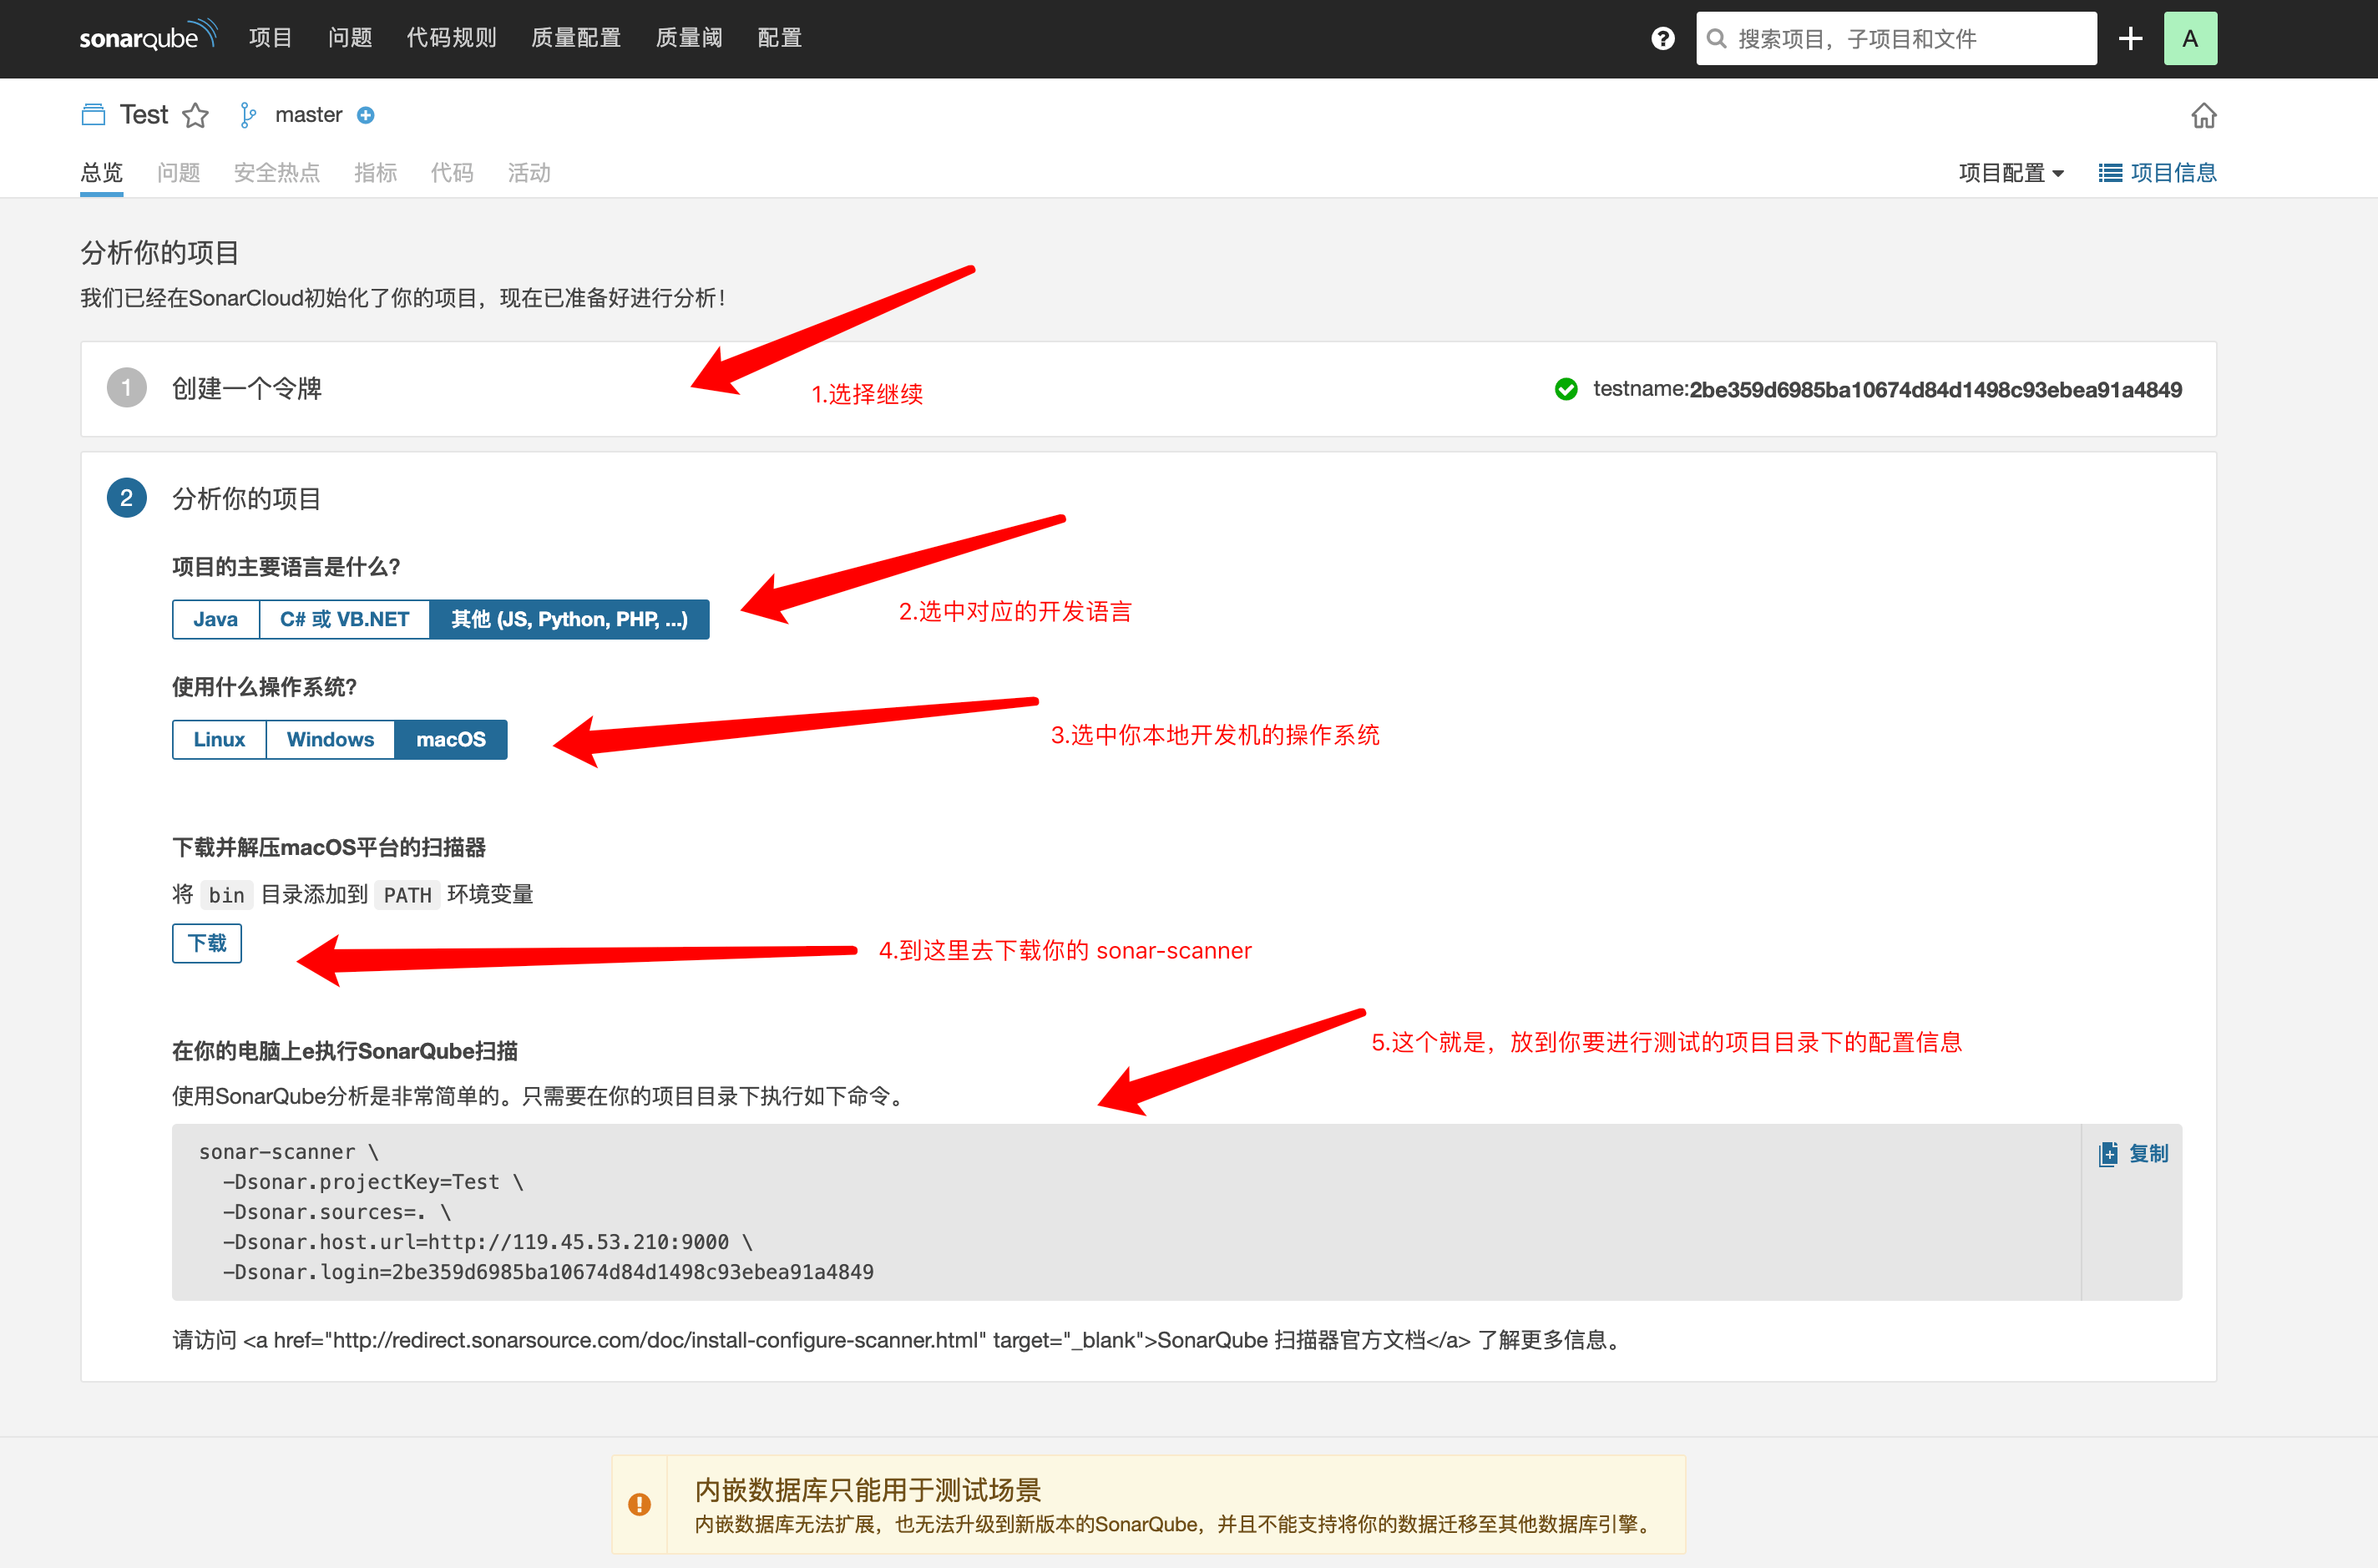 sonarqube 项目 问题 代码规则 质量配置 质量阈 配置 搜索项目，子项目和文件 A
Test master
总览 问题 安全热点 指标 代码 活动 项目配置 项目信息
分析你的项目
我们已经在SonarCloud初始化了你的项目，现在已准备好进行分析！
1 创建一个令牌 1.选择继续 testname:2be359d6985ba10674d84d1498c93ebea91a4849
2 分析你的项目
项目的主要语言是什么?
Java C# 或 VB.NET 其他 (JS, Python, PHP, ...) 2.选中对应的开发语言
使用什么操作系统?
Linux Windows macOS 3.选中你本地开发机的操作系统
下载并解压macOS平台的扫描器
将 bin 目录添加到 PATH 环境变量
下载 4.到这里去下载你的 sonar-scanner
在你的电脑上e执行SonarQube扫描 5.这个就是，放到你要进行测试的项目目录下的配置信息
使用SonarQube分析是非常简单的。只需要在你的项目目录下执行如下命令。
sonar-scanner \ 复制
-Dsonar.projectKey=Test \
-Dsonar.sources=. \
-Dsonar.host.url=http://119.45.53.210:9000 \
-Dsonar.login=2be359d6985ba10674d84d1498c93ebea91a4849
请访问 <a href="http://redirect.sonarsource.com/doc/install-configure-scanner.html" target="_blank">SonarQube 扫描器官方文档</a> 了解更多信息。
内嵌数据库只能用于测试场景
内嵌数据库无法扩展，也无法升级到新版本的SonarQube，并且不能支持将你的数据迁移至其他数据库引擎。